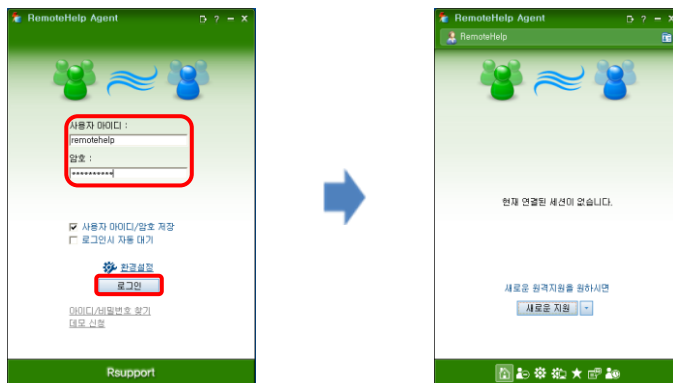 RemoteHelp Agent
사용자 아이디 :
remotehelp
암호 :
**********
사용자 아이디/암호 저장
로그인시 자동 대기
환경설정
로그인
아이디/비밀번호 찾기
데모 신청
Rsupport
RemoteHelp Agent
RemoteHelp
현재 연결된 세션이 없습니다.
새로운 원격지원을 원하시면
새로운 지원